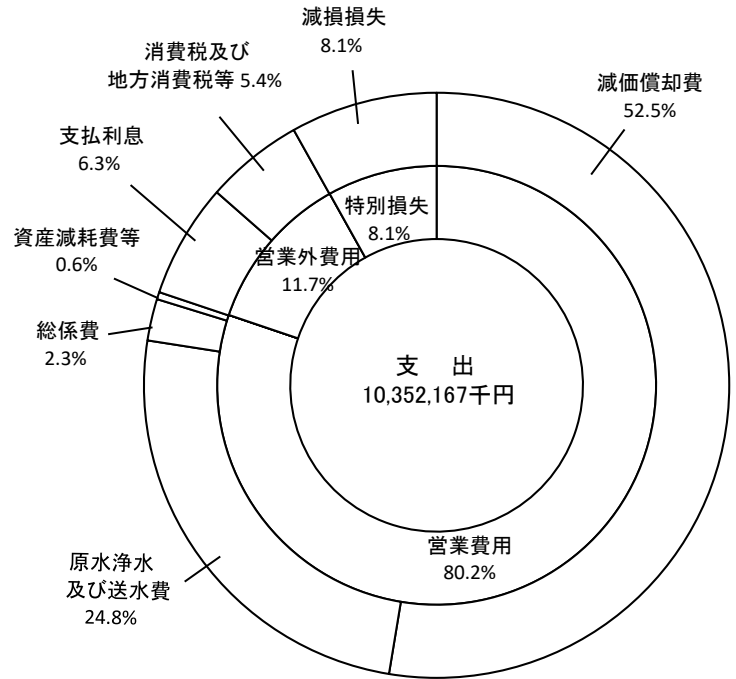 減損損失
8.1%
消費税及び
地方消費税等 5.4%
減価償却費
52.5%
支払利息
6.3%
特別損失
8.1%
資産減耗費等
0.6%
営業外費用
11.7%
総係費
2.3%
支 出
10,352,167千円
営業費用
80.2%
原水浄水
及び送水費
24.8%